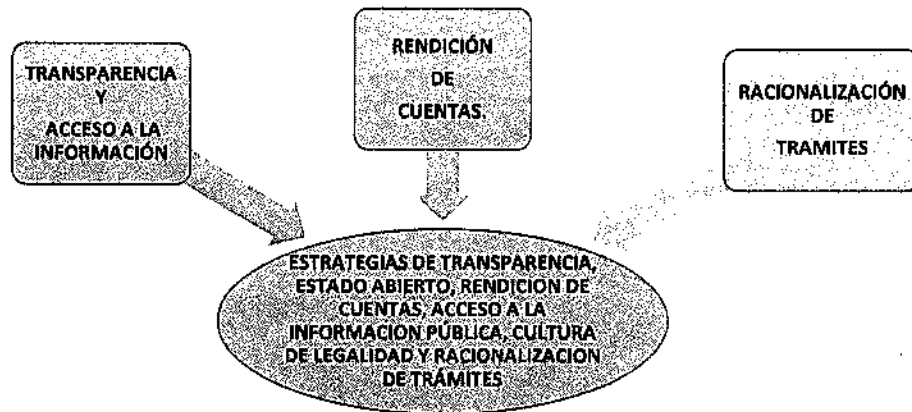 TRANSPARENCIA
Y
ACCESO A LA
INFORMACIÓN
RENDICIÓN
DE
CUENTAS.
RACIONALIZACIÓN
DE
TRAMITES
ESTRATEGIAS DE TRANSPARENCIA,
ESTADO ABIERTO, RENDICION DE
CUENTAS, ACCESO A LA
INFORMACION PÚBLICA, CULTURA
DE LEGALIDAD Y RACIONALIZACION
DE TRÁMITES